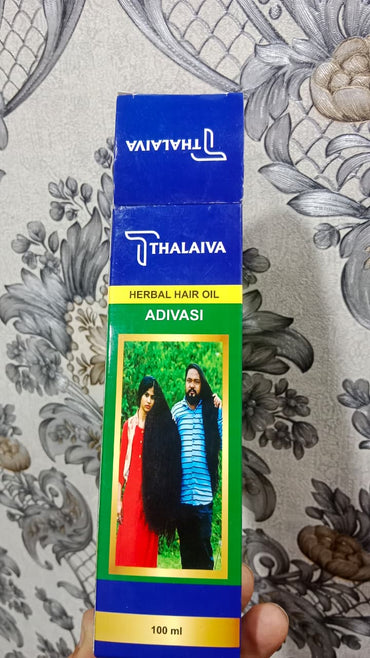 THALAIVA
THALAIVA
HERBAL HAIR OIL
ADIVASI
100 ml